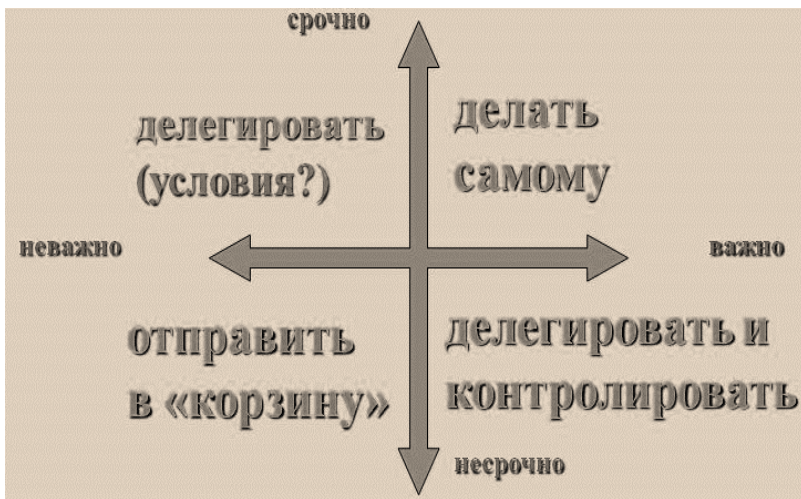 срочно
делегировать
(условия?)
делать
самому
неважно
важно
отправить
в «корзину»
делегировать и
контролировать
несрочно